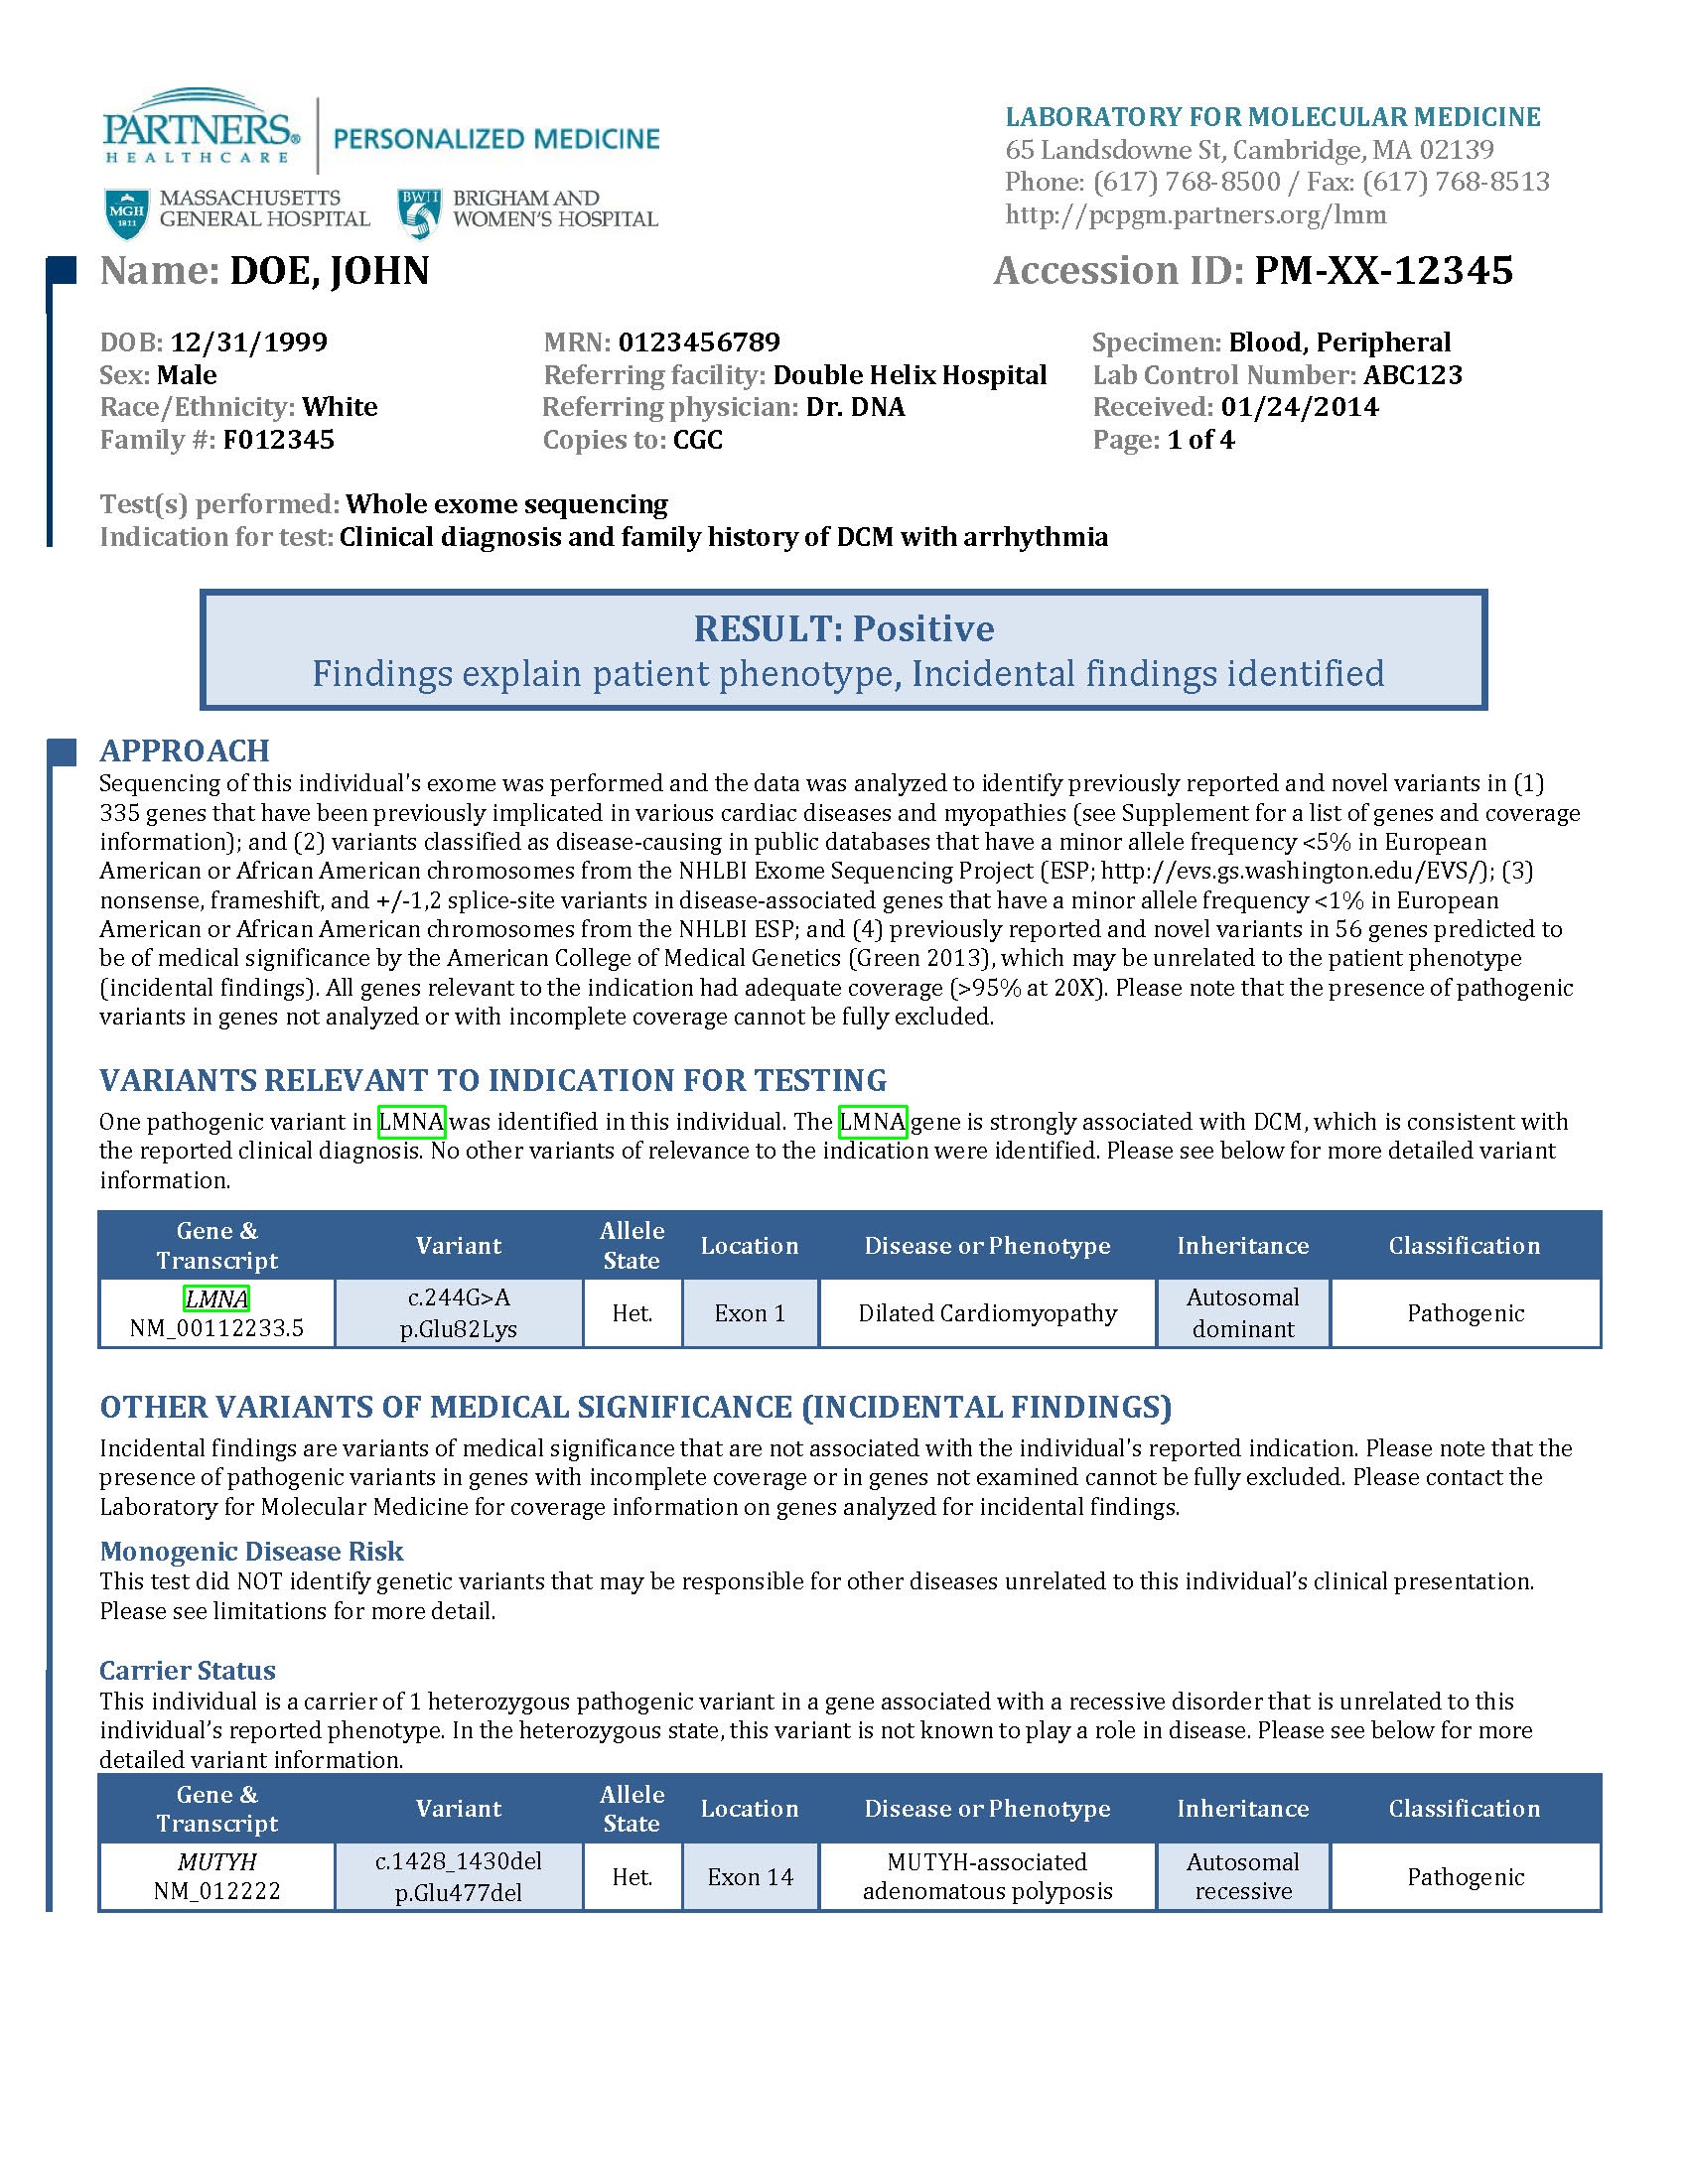 PARTNERS® HEALTHCARE
PERSONALIZED MEDICINE
MGH 1811 MASSACHUSETTS GENERAL HOSPITAL
BWH BRIGHAM AND WOMEN'S HOSPITAL
LABORATORY FOR MOLECULAR MEDICINE
65 Landsdowne St, Cambridge, MA 02139
Phone: (617) 768-8500 / Fax: (617) 768-8513
http://pcpgm.partners.org/lmm
Name: DOE, JOHN Accession ID: PM-XX-12345
DOB: 12/31/1999 MRN: 0123456789 Specimen: Blood, Peripheral
Sex: Male Referring facility: Double Helix Hospital Lab Control Number: ABC123
Race/Ethnicity: White Referring physician: Dr. DNA Received: 01/24/2014
Family #: F012345 Copies to: CGC Page: 1 of 4
Test(s) performed: Whole exome sequencing
Indication for test: Clinical diagnosis and family history of DCM with arrhythmia
RESULT: Positive
Findings explain patient phenotype, Incidental findings identified
APPROACH
Sequencing of this individual's exome was performed and the data was analyzed to identify previously reported and novel variants in (1)
335 genes that have been previously implicated in various cardiac diseases and myopathies (see Supplement for a list of genes and coverage
information); and (2) variants classified as disease-causing in public databases that have a minor allele frequency <5% in European
American or African American chromosomes from the NHLBI Exome Sequencing Project (ESP; http://evs.gs.washington.edu/EVS/); (3)
nonsense, frameshift, and +/-1,2 splice-site variants in disease-associated genes that have a minor allele frequency <1% in European
American or African American chromosomes from the NHLBI ESP; and (4) previously reported and novel variants in 56 genes predicted to
be of medical significance by the American College of Medical Genetics (Green 2013), which may be unrelated to the patient phenotype
(incidental findings). All genes relevant to the indication had adequate coverage (>95% at 20X). Please note that the presence of pathogenic
variants in genes not analyzed or with incomplete coverage cannot be fully excluded.
VARIANTS RELEVANT TO INDICATION FOR TESTING
One pathogenic variant in LMNA was identified in this individual. The LMNA gene is strongly associated with DCM, which is consistent with
the reported clinical diagnosis. No other variants of relevance to the indication were identified. Please see below for more detailed variant
information.
Gene & Transcript Variant Allele State Location Disease or Phenotype Inheritance Classification
LMNA NM_00112233.5 c.244G>A p.Glu82Lys Het. Exon 1 Dilated Cardiomyopathy Autosomal dominant Pathogenic
OTHER VARIANTS OF MEDICAL SIGNIFICANCE (INCIDENTAL FINDINGS)
Incidental findings are variants of medical significance that are not associated with the individual's reported indication. Please note that the
presence of pathogenic variants in genes with incomplete coverage or in genes not examined cannot be fully excluded. Please contact the
Laboratory for Molecular Medicine for coverage information on genes analyzed for incidental findings.
Monogenic Disease Risk
This test did NOT identify genetic variants that may be responsible for other diseases unrelated to this individual's clinical presentation.
Please see limitations for more detail.
Carrier Status
This individual is a carrier of 1 heterozygous pathogenic variant in a gene associated with a recessive disorder that is unrelated to this
individual's reported phenotype. In the heterozygous state, this variant is not known to play a role in disease. Please see below for more
detailed variant information.
Gene & Transcript Variant Allele State Location Disease or Phenotype Inheritance Classification
MUTYH NM_012222 c.1428_1430del p.Glu477del Het. Exon 14 MUTYH-associated adenomatous polyposis Autosomal recessive Pathogenic